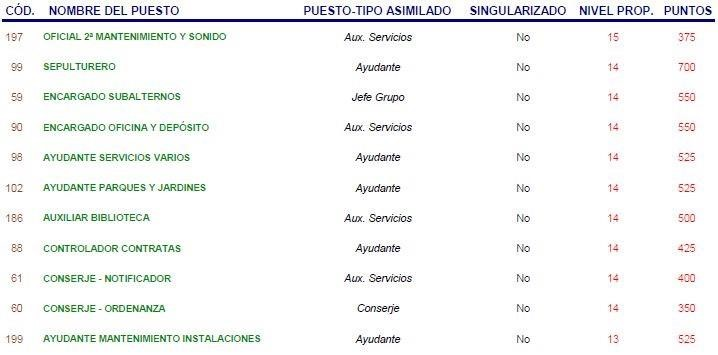 CÓD. NOMBRE DEL PUESTO PUESTO-TIPO ASIMILADO SINGULARIZADO NIVEL PROP. PUNTOS
197 OFICIAL 2ª MANTENIMIENTO Y SONIDO Aux. Servicios No 15 375
99 SEPULTURERO Ayudante No 14 700
59 ENCARGADO SUBALTERNOS Jefe Grupo No 14 550
90 ENCARGADO OFICINA Y DEPÓSITO Aux. Servicios No 14 550
98 AYUDANTE SERVICIOS VARIOS Ayudante No 14 525
102 AYUDANTE PARQUES Y JARDINES Ayudante No 14 525
186 AUXILIAR BIBLIOTECA Aux. Servicios No 14 500
88 CONTROLADOR CONTRATAS Ayudante No 14 425
61 CONSERJE - NOTIFICADOR Aux. Servicios No 14 400
60 CONSERJE - ORDENANZA Conserje No 14 350
199 AYUDANTE MANTENIMIENTO INSTALACIONES Ayudante No 13 525